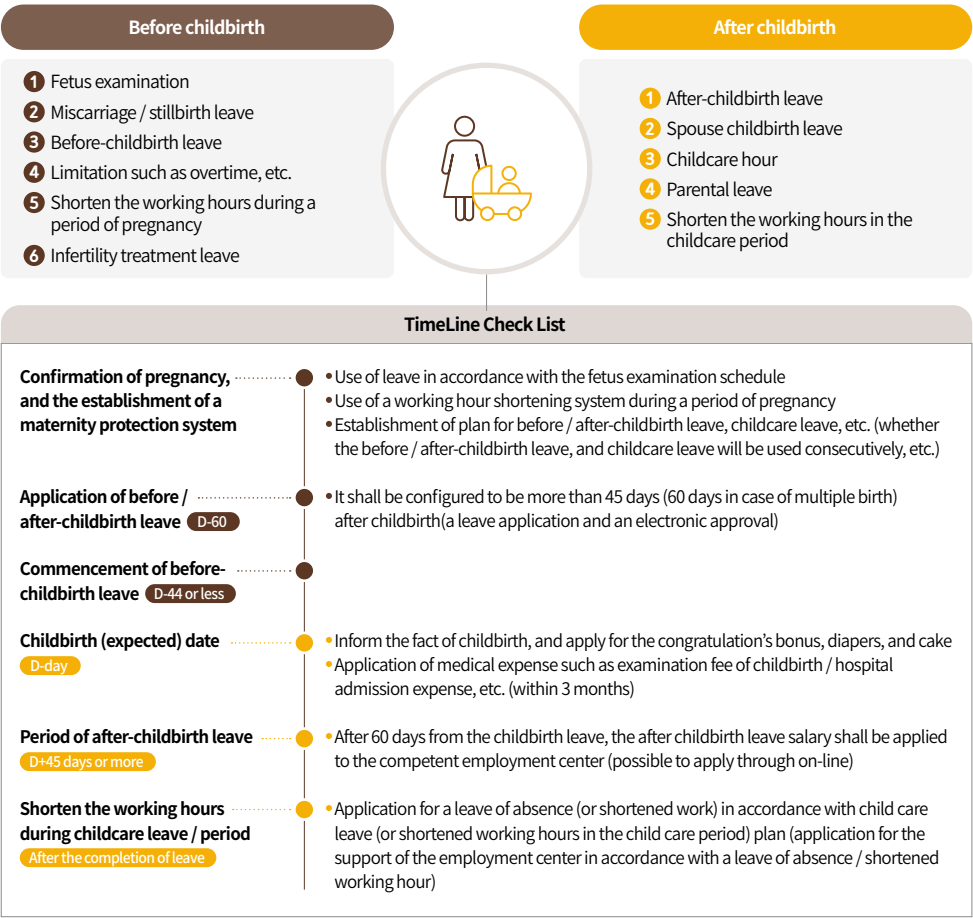 Before childbirth
1 Fetus examination
2 Miscarriage / stillbirth leave
3 Before-childbirth leave
4 Limitation such as overtime, etc.
5 Shorten the working hours during a
period of pregnancy
6 Infertility treatment leave
After childbirth
1 After-childbirth leave
2 Spouse childbirth leave
3 Childcare hour
4 Parental leave
5 Shorten the working hours in the
childcare period
TimeLine Check List
Confirmation of pregnancy,
and the establishment of a
maternity protection system
• Use of leave in accordance with the fetus examination schedule
• Use of a working hour shortening system during a period of pregnancy
• Establishment of plan for before / after-childbirth leave, childcare leave, etc. (whether
the before / after-childbirth leave, and childcare leave will be used consecutively, etc.)
Application of before /
after-childbirth leave D-60
• It shall be configured to be more than 45 days (60 days in case of multiple birth)
after childbirth(a leave application and an electronic approval)
Commencement of before-
childbirth leave D-44 or less
Childbirth (expected) date
D-day
• Inform the fact of childbirth, and apply for the congratulation's bonus, diapers, and cake
• Application of medical expense such as examination fee of childbirth / hospital
admission expense, etc. (within 3 months)
Period of after-childbirth leave
D+45 days or more
• After 60 days from the childbirth leave, the after childbirth leave salary shall be applied
to the competent employment center (possible to apply through on-line)
Shorten the working hours
during childcare leave / period
After the completion of leave
• Application for a leave of absence (or shortened work) in accordance with child care
leave (or shortened working hours in the child care period) plan (application for the
support of the employment center in accordance with a leave of absence / shortened
working hour)